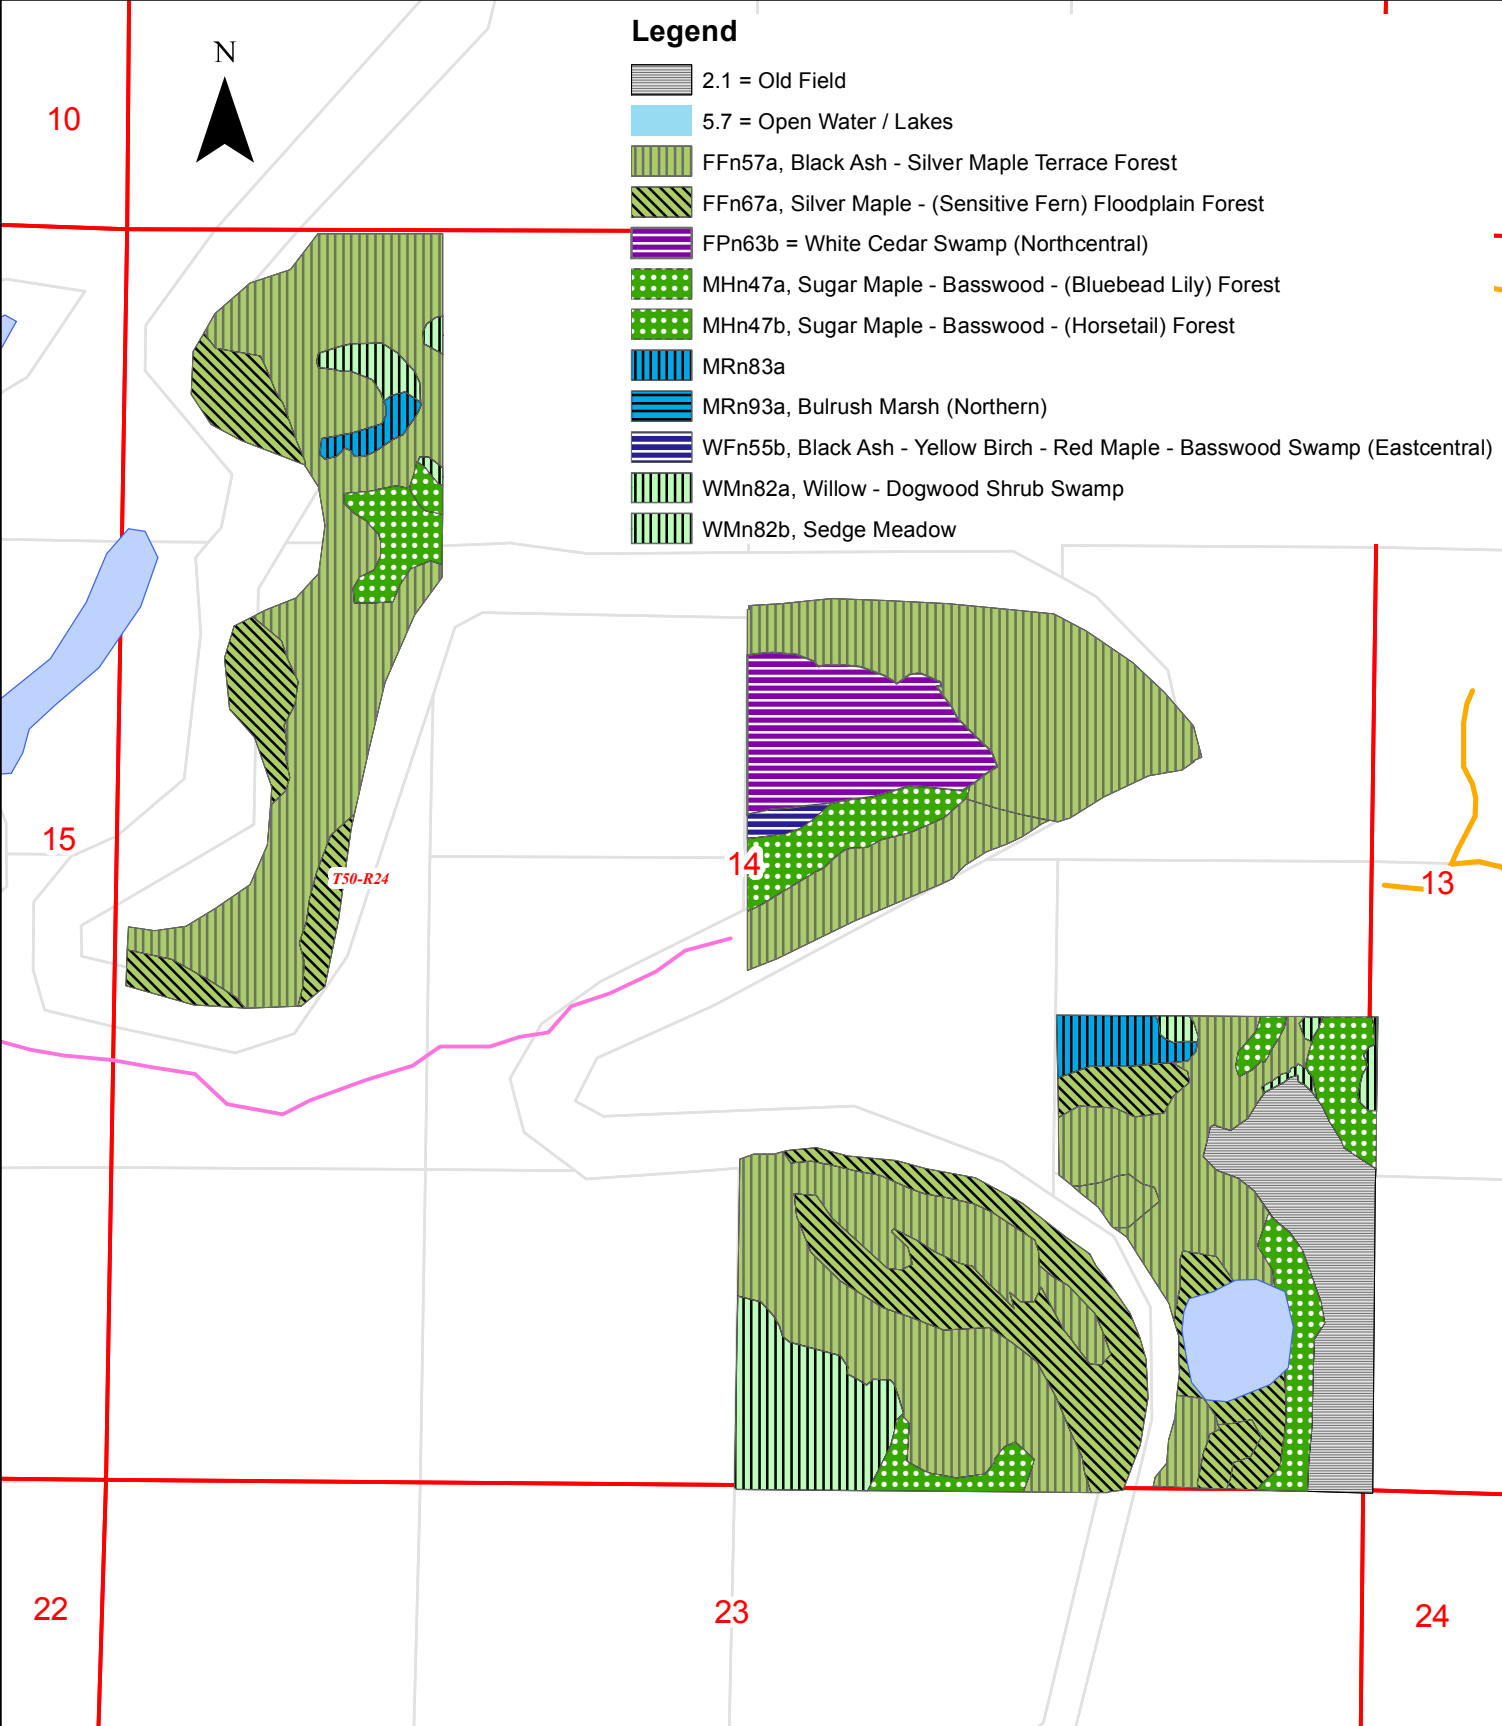 Legend
N
2.1 = Old Field
10
5.7 = Open Water / Lakes
FFn57a, Black Ash - Silver Maple Terrace Forest
FFn67a, Silver Maple - (Sensitive Fern) Floodplain Forest
FPn63b = White Cedar Swamp (Northcentral)
MHn47a, Sugar Maple - Basswood - (Bluebead Lily) Forest
MHn47b, Sugar Maple - Basswood - (Horsetail) Forest
MRn83a
MRn93a, Bulrush Marsh (Northern)
WFn55b, Black Ash - Yellow Birch - Red Maple - Basswood Swamp (Eastcentral)
WMn82a, Willow - Dogwood Shrub Swamp
WMn82b, Sedge Meadow
15
14
T50-R24
13
22
23
24